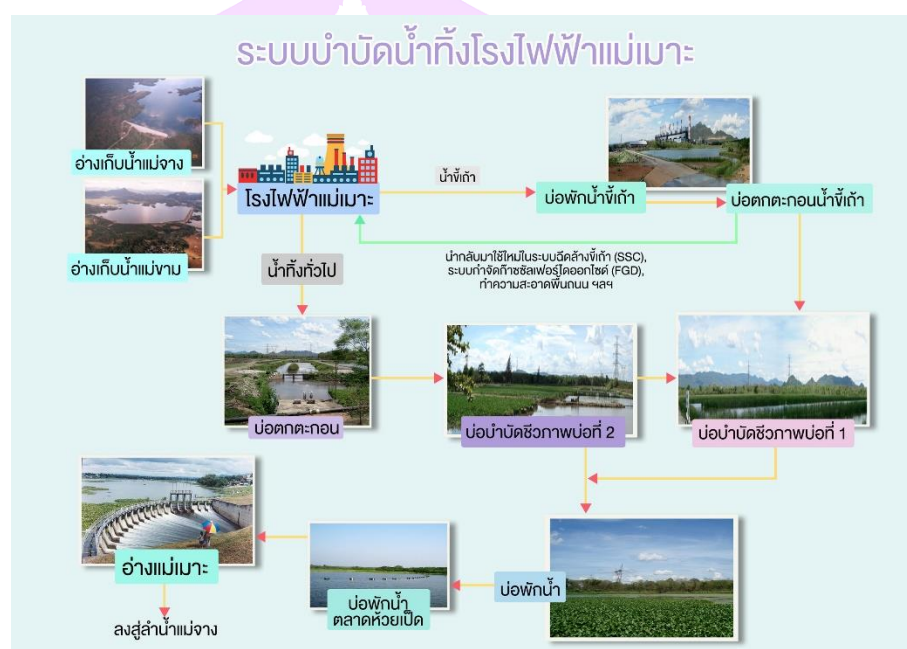 ระบบบำบัดน้ำทิ้งโรงไฟฟ้าแม่เมาะ
อ่างเก็บน้ำแม่จาง
อ่างเก็บน้ำแม่ขาม
โรงไฟฟ้าแม่เมาะ
น้ำขี้เถ้า
บ่อพักน้ำขี้เถ้า
บ่อตกตะกอนน้ำขี้เถ้า
นำกลับมาใช้ใหม่ในระบบฉีดล้างขี้เถ้า (SSC),
ระบบกำจัดก๊าซซัลเฟอร์ไดออกไซด์ (FGD),
ทำความสะอาดพื้นถนน ฯลฯ
น้ำทิ้งทั่วไป
บ่อตกตะกอน
บ่อบำบัดชีวภาพบ่อที่ 2
บ่อบำบัดชีวภาพบ่อที่ 1
บ่อพักน้ำ
บ่อพักน้ำ
ตลาดห้วยเป็ด
อ่างแม่เมาะ
ลงสู่ลำน้ำแม่จาง